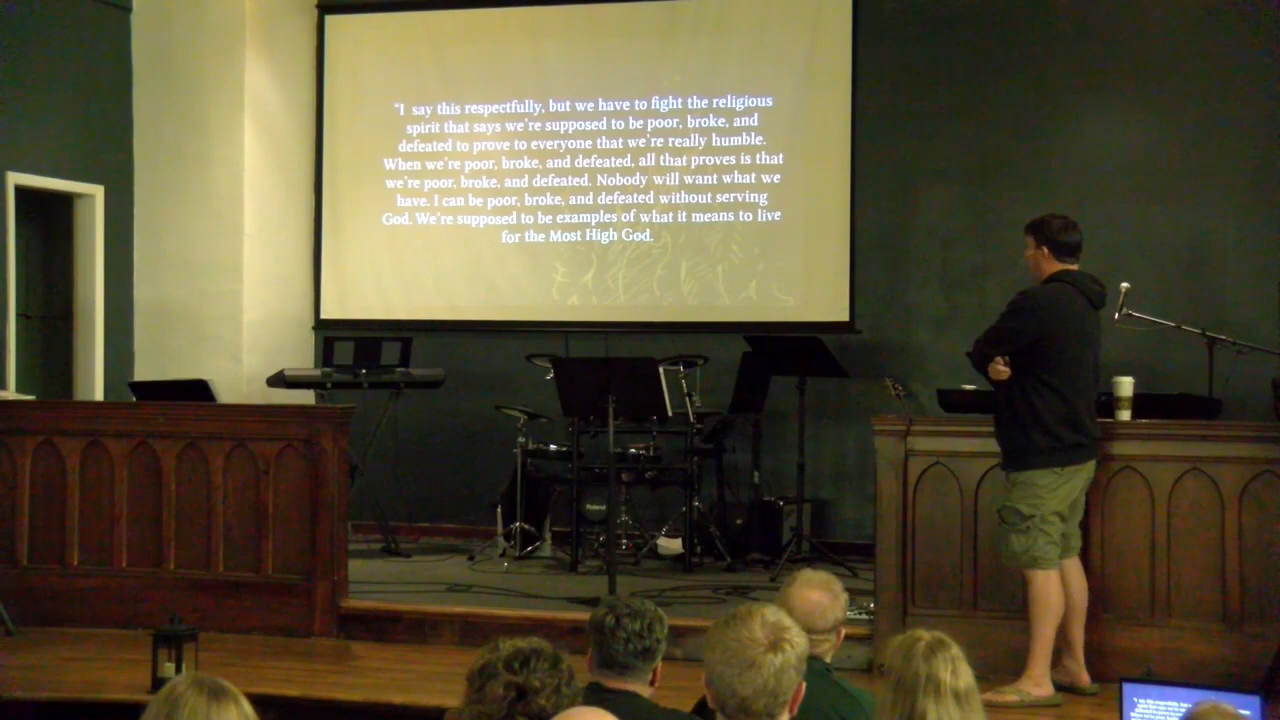 “I say this respectfully, but we have to fight the religious
spirit that says we're supposed to be poor, broke, and
defeated to prove to everyone that we're really humble.
When we're poor, broke, and defeated, all that proves is that
we're poor, broke, and defeated. Nobody will want what we
have. I can be poor, broke, and defeated without serving
God. We're supposed to be examples of what it means to live
for the Most High God.
Roland